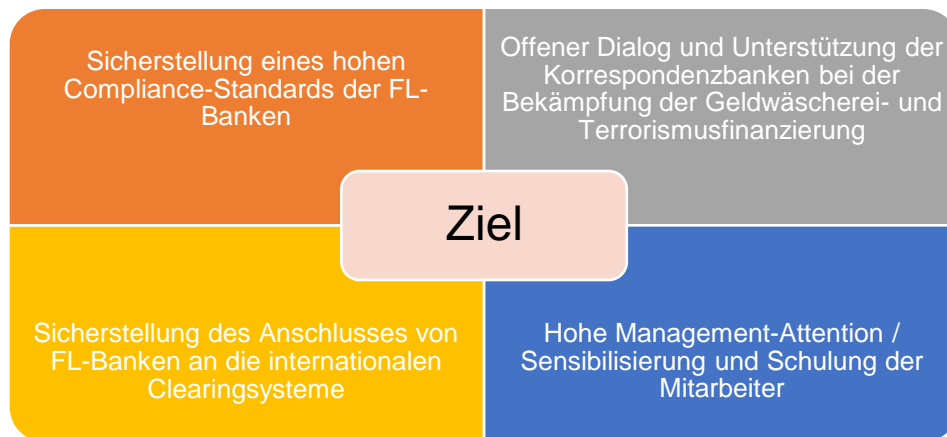 Sicherstellung eines hohen
Compliance-Standards der FL-
Banken
Offener Dialog und Unterstützung der
Korrespondenzbanken bei der
Bekämpfung der Geldwäscherei- und
Terrorismusfinanzierung
Ziel
Sicherstellung des Anschlusses von
FL-Banken an die internationalen
Clearingsysteme
Hohe Management-Attention /
Sensibilisierung und Schulung der
Mitarbeiter